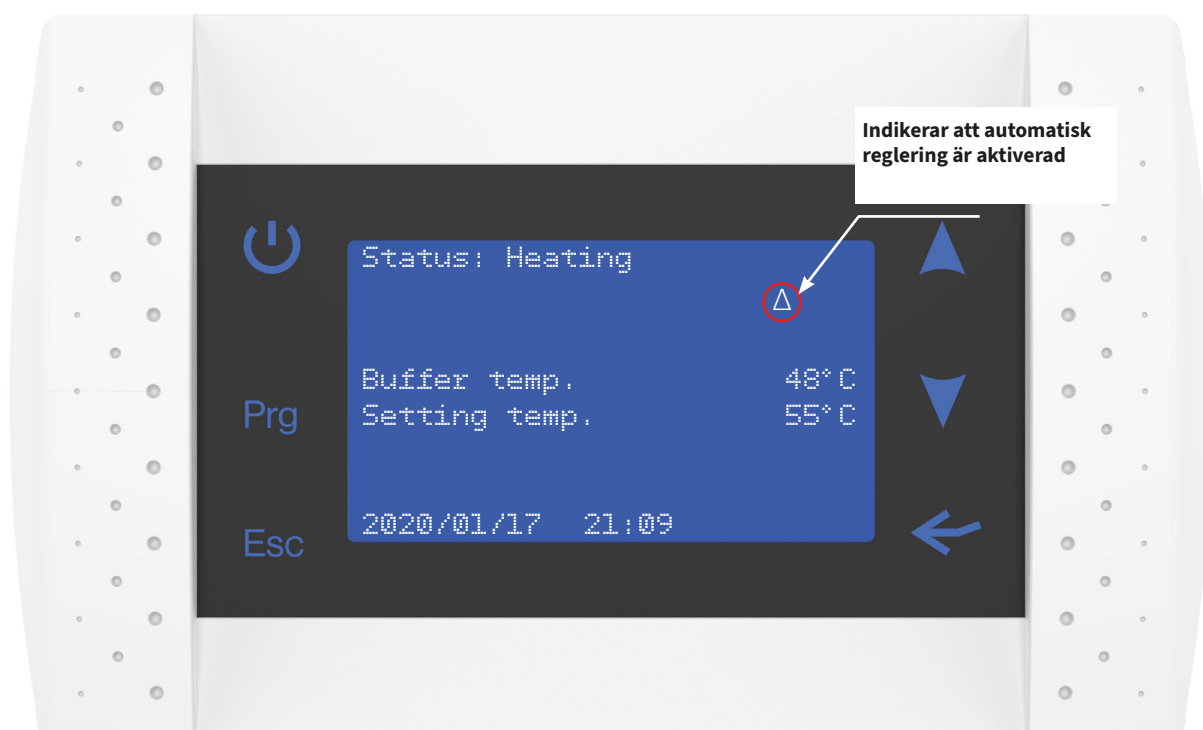 Indikerar att automatisk
reglering är aktiverad
Status: Heating
Δ
Buffer temp. 48°C
Prg
Setting temp. 55°C
Esc
2020/01/17 21:09